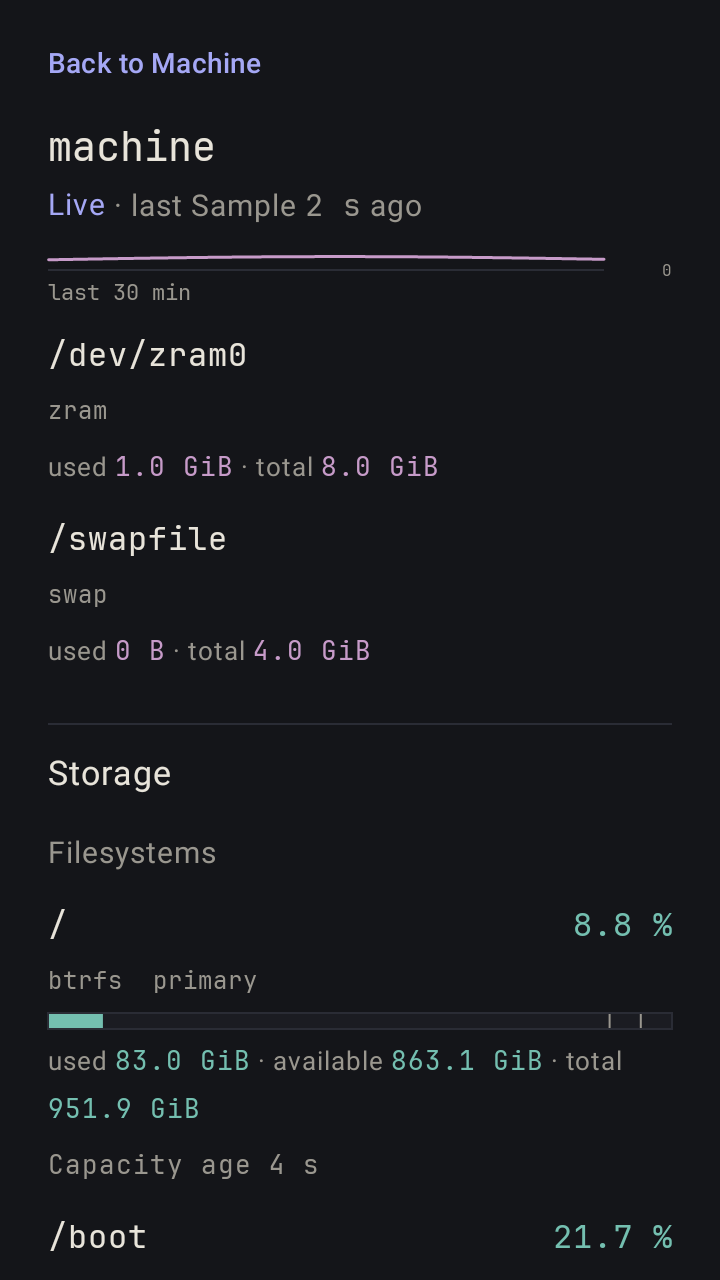 Back to Machine
machine
Live · last Sample 2 s ago
0
last 30 min
/dev/zram0
zram
used 1.0 GiB · total 8.0 GiB
/swapfile
swap
used 0 B · total 4.0 GiB
Storage
Filesystems
/ 8.8 %
btrfs primary
used 83.0 GiB · available 863.1 GiB · total
951.9 GiB
Capacity age 4 s
/boot 21.7 %